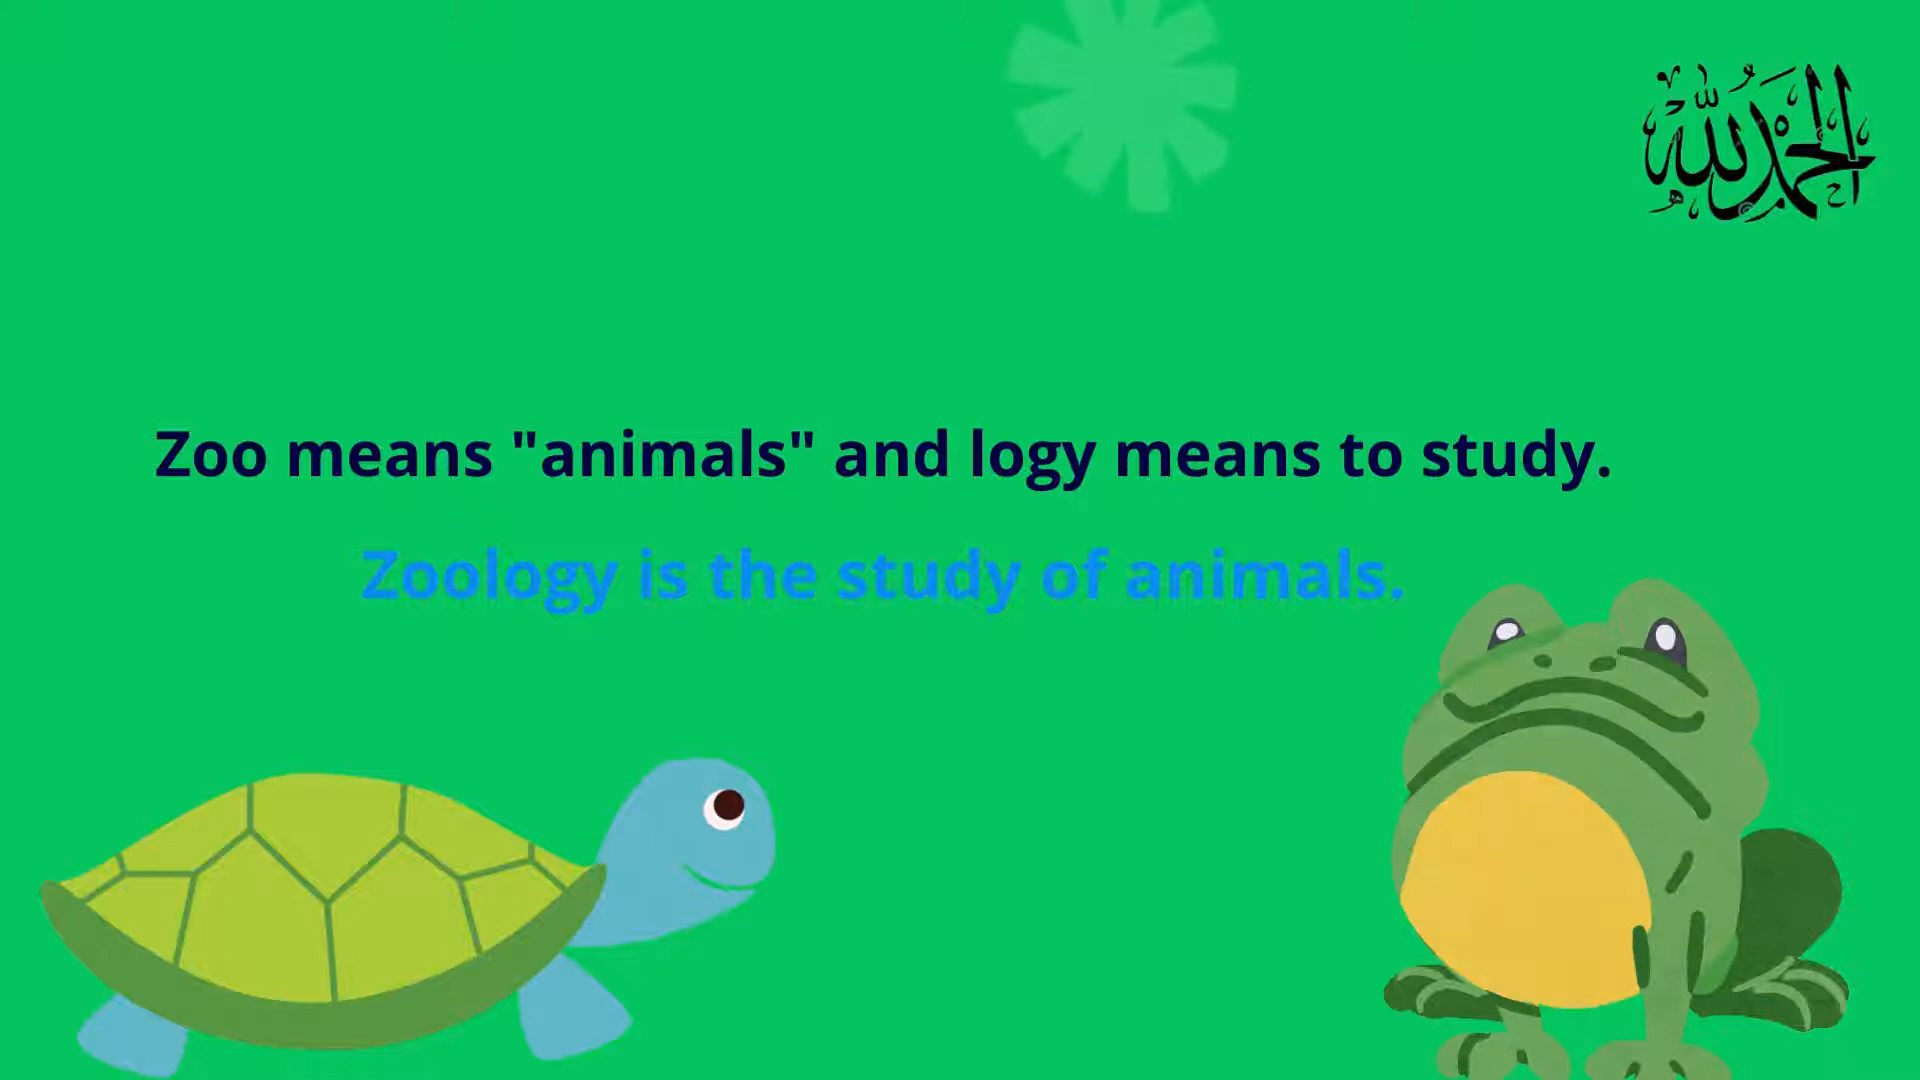 الحمد لله
Zoo means "animals" and logy means to study.
Zoology is the study of animals.